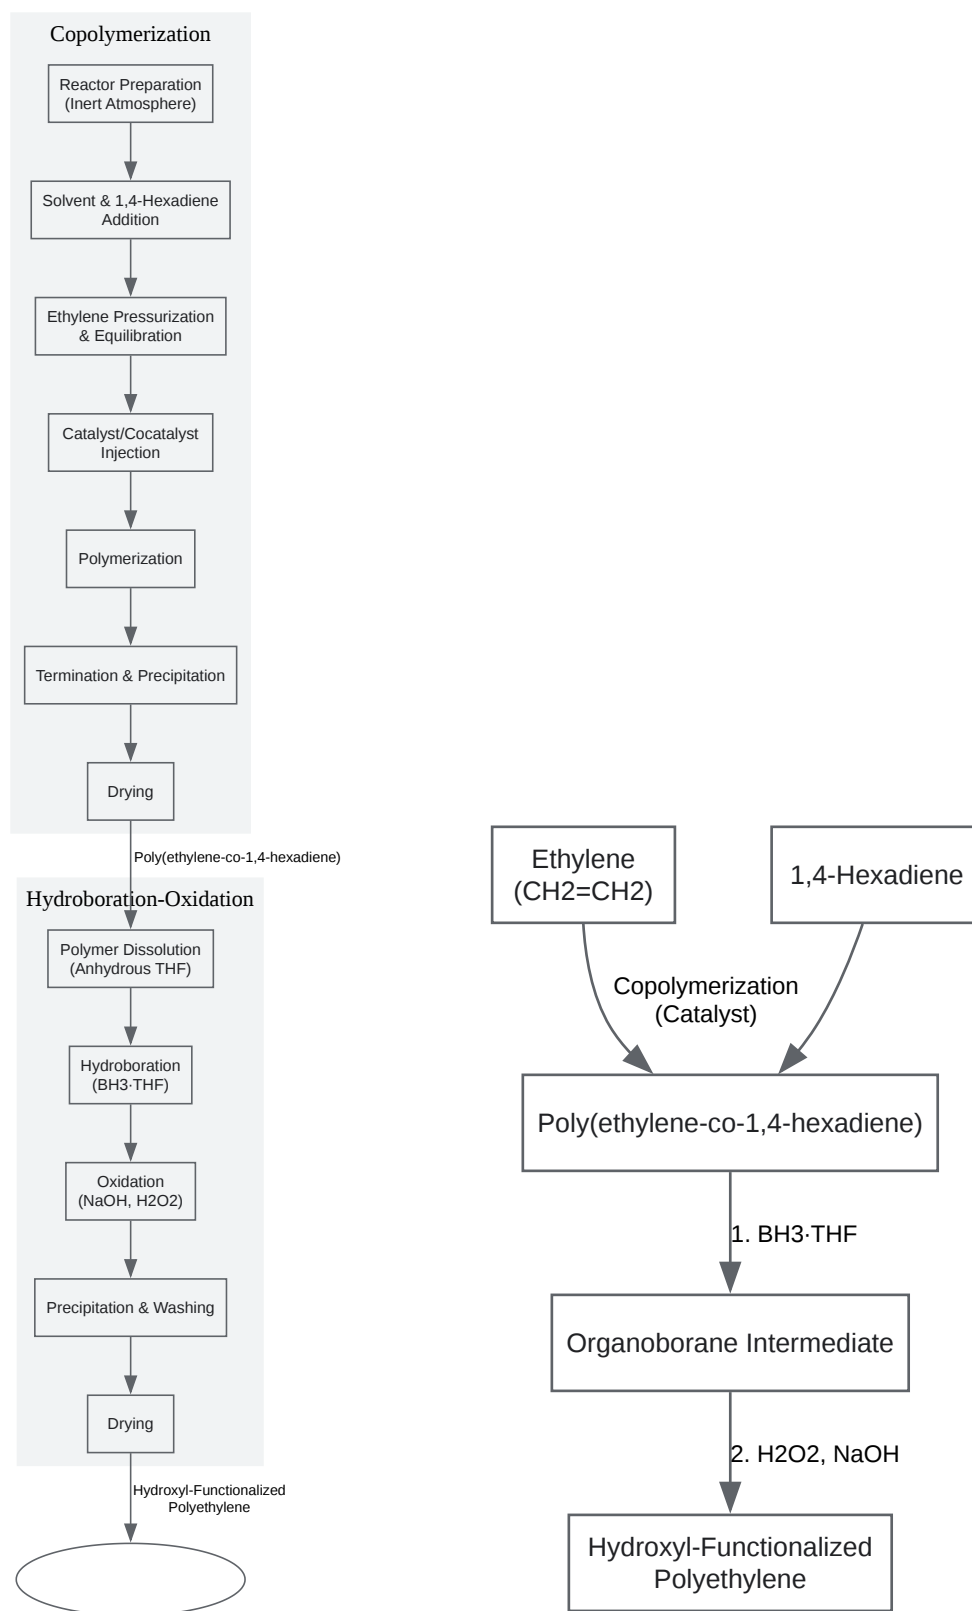 Copolymerization
Reactor Preparation
(Inert Atmosphere)
Solvent & 1,4-Hexadiene
Addition
Ethylene Pressurization
& Equilibration
Catalyst/Cocatalyst
Injection
Polymerization
Termination & Precipitation
Drying
Poly(ethylene-co-1,4-hexadiene)
Hydroboration-Oxidation
Polymer Dissolution
(Anhydrous THF)
Hydroboration
(BH3·THF)
Oxidation
(NaOH, H2O2)
Precipitation & Washing
Drying
Hydroxyl-Functionalized
Polyethylene
Ethylene
(CH2=CH2)
1,4-Hexadiene
Copolymerization
(Catalyst)
Poly(ethylene-co-1,4-hexadiene)
1. BH3·THF
Organoborane Intermediate
2. H2O2, NaOH
Hydroxyl-Functionalized
Polyethylene